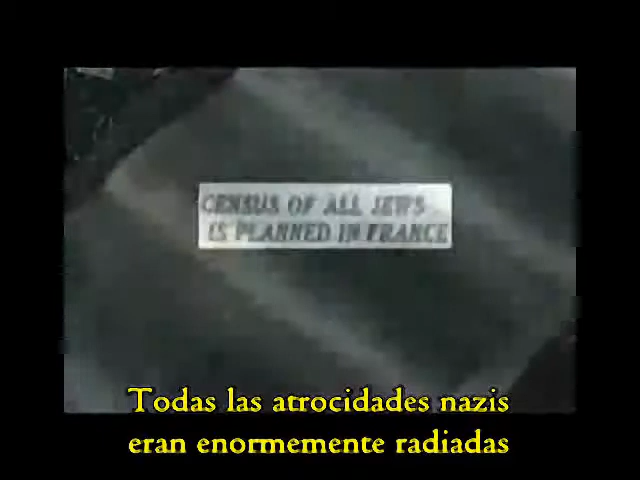 CENSUS OF ALL JEWS
IS PLANNED IN FRANCE
Todas las atrocidades nazis
eran enormemente radiadas